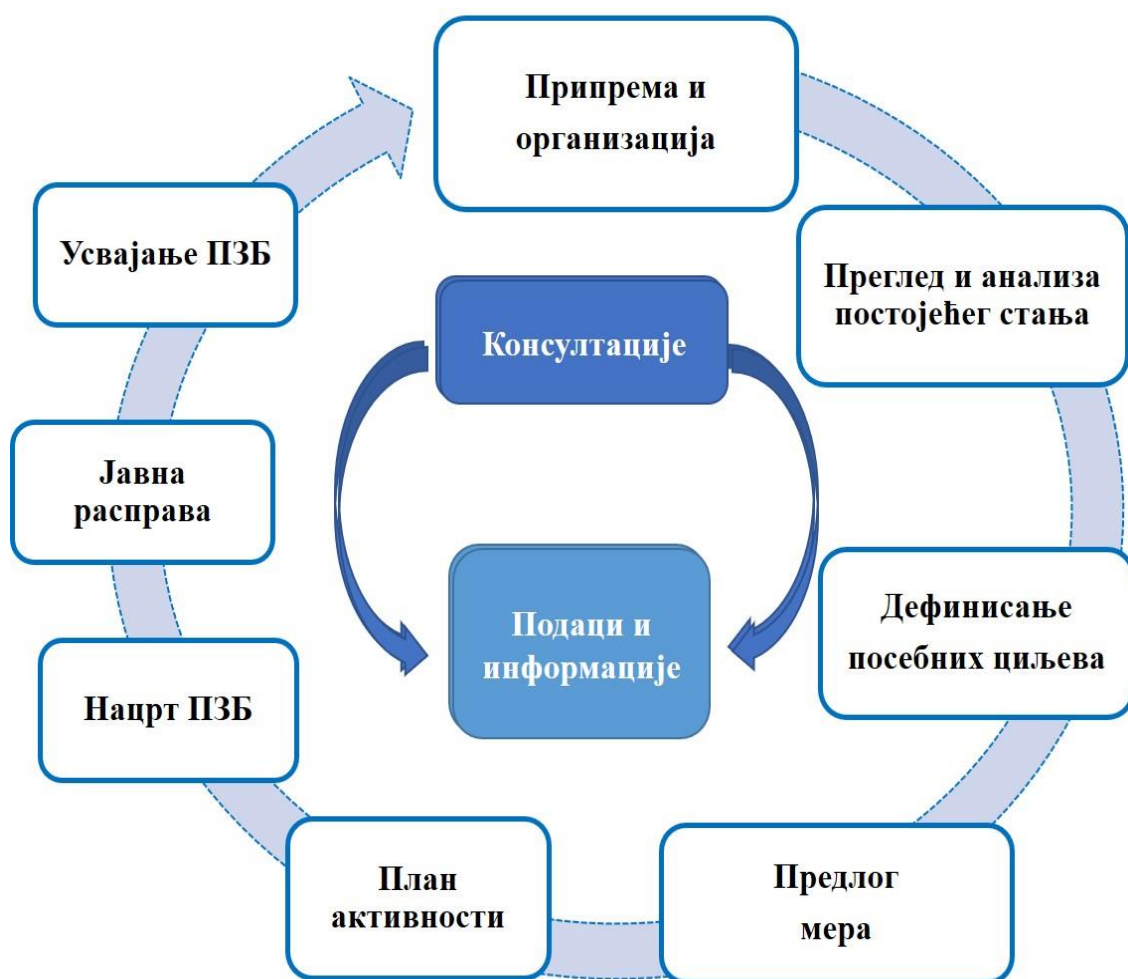 Припрема и
организација
Преглед и анализа
постојећег стања
Дефинисање
посебних циљева
Предлог
мера
План
активности
Нацрт ПЗБ
Јавна
расправа
Усвајање ПЗБ
Консултације
Подаци и
информације